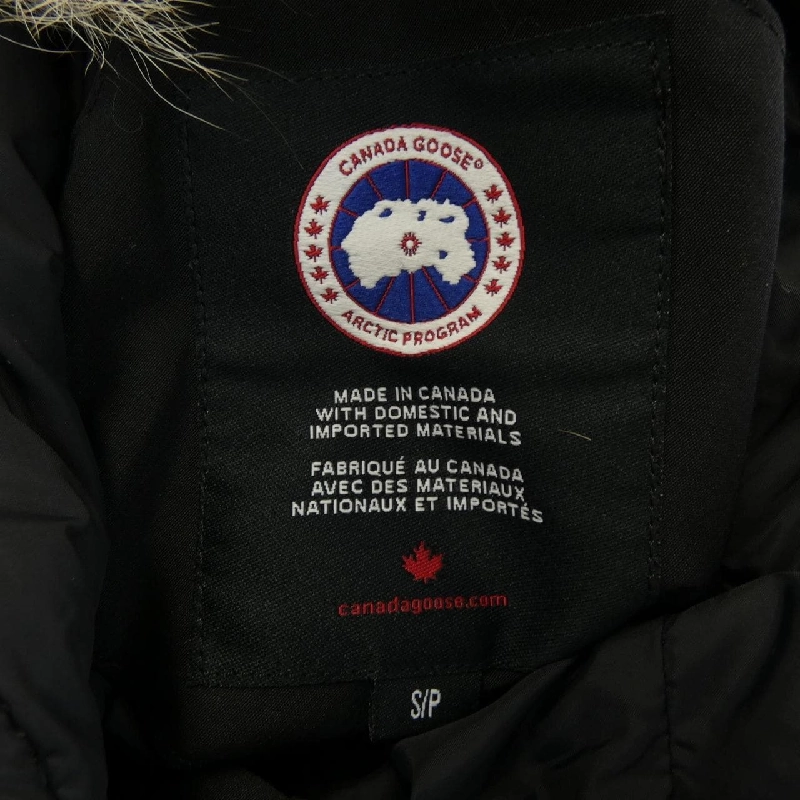 CANADA GOOSE®
ARCTIC PROGRAM
MADE IN CANADA
WITH DOMESTIC AND
IMPORTED MATERIALS
FABRIQUÉ AU CANADA
AVEC DES MATERIAUX
NATIONAUX ET IMPORTÉS
canadagoose.com
S/P